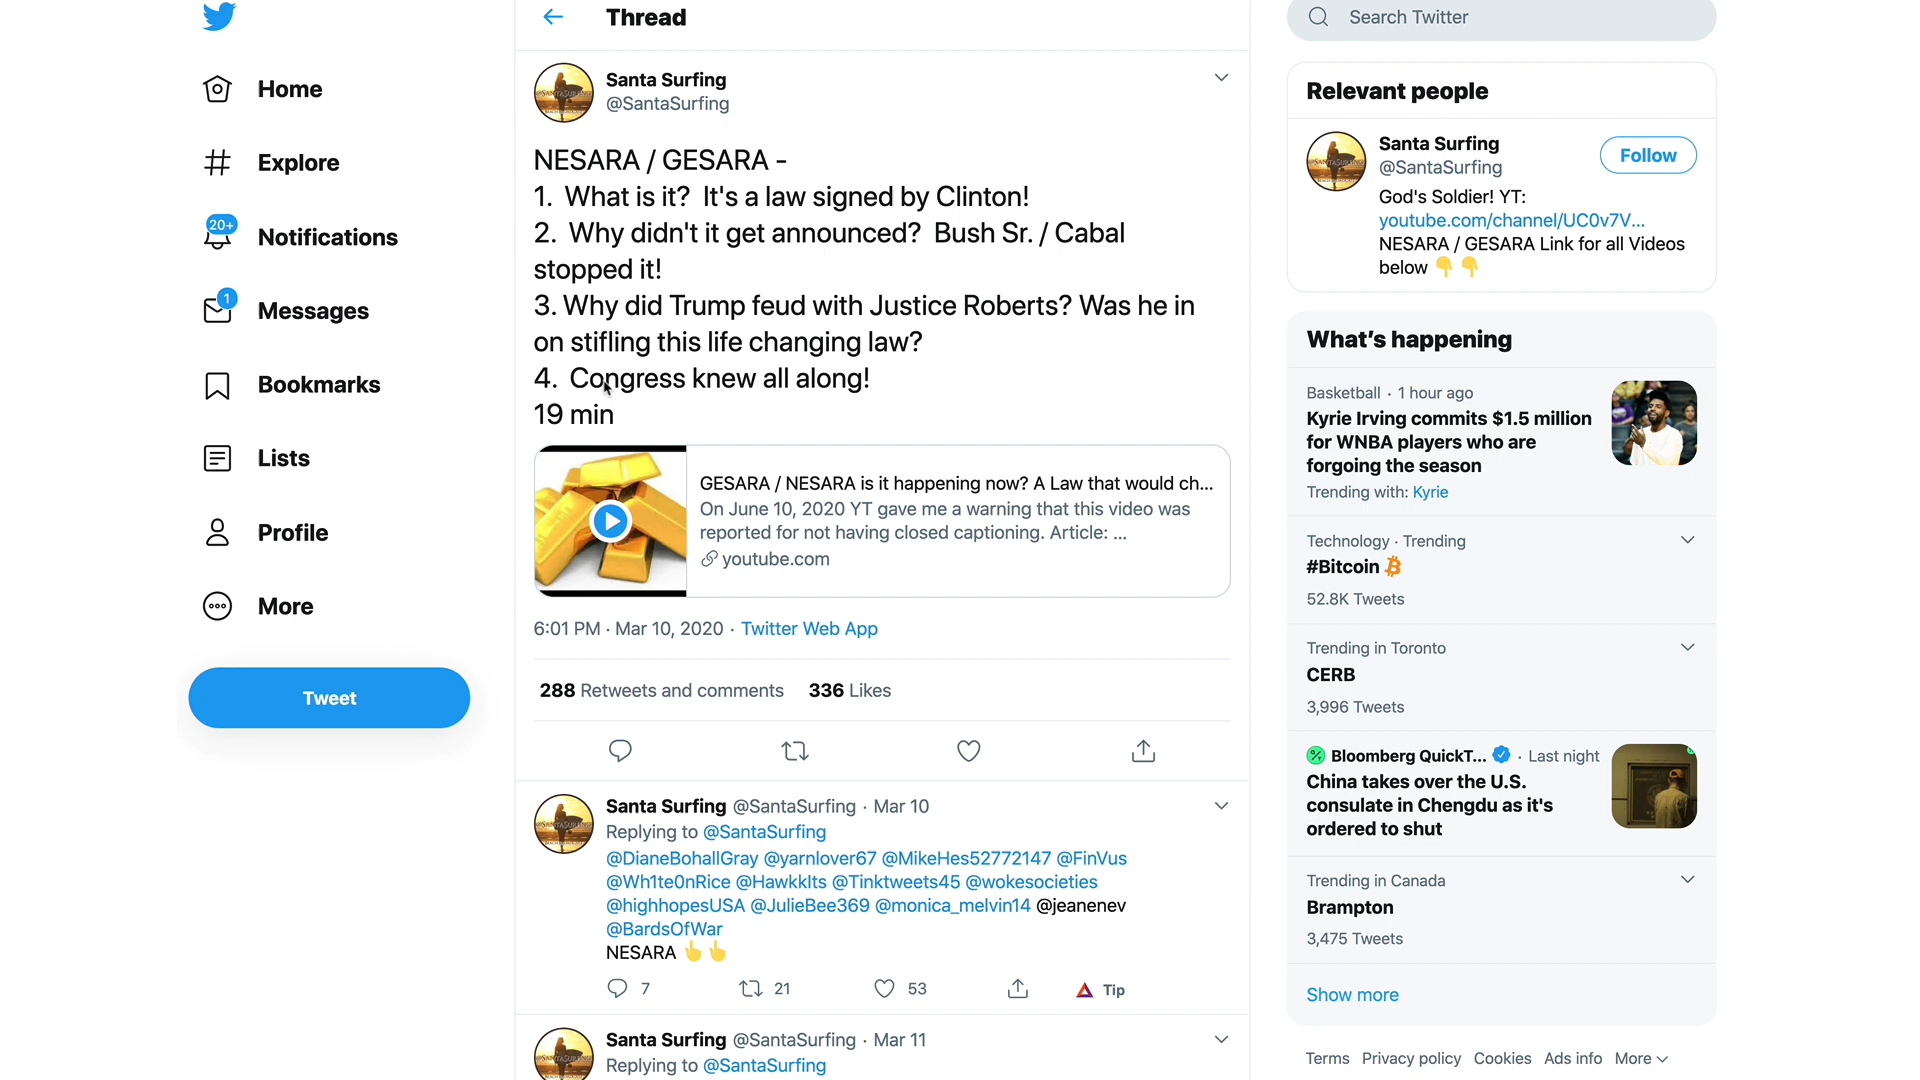 Home
Explore
20+
Notifications
1
Messages
Bookmarks
Lists
Profile
More
Tweet
Thread
Santa Surfing
@SantaSurfing
NESARA / GESARA -
1.  What is it?  It's a law signed by Clinton!
2.  Why didn't it get announced?  Bush Sr. / Cabal
stopped it!
3. Why did Trump feud with Justice Roberts? Was he in
on stifling this life changing law?
4.  Congress knew all along!
19 min
GESARA / NESARA is it happening now? A Law that would ch...
On June 10, 2020 YT gave me a warning that this video was
reported for not having closed captioning. Article: ...
youtube.com
6:01 PM · Mar 10, 2020 · Twitter Web App
288 Retweets and comments 336 Likes
Santa Surfing @SantaSurfing · Mar 10
Replying to @SantaSurfing
@DianeBohallGray @yarnlover67 @MikeHes52772147 @FinVus
@Wh1te0nRice @HawkkIts @Tinktweets45 @wokesocieties
@highhopesUSA @JulieBee369 @monica_melvin14 @jeanenev
@BardsOfWar
NESARA 👆👆
7 21 53 Tip
Santa Surfing @SantaSurfing · Mar 11
Replying to @SantaSurfing
Search Twitter
Relevant people
Santa Surfing
@SantaSurfing
Follow
God's Soldier! YT:
youtube.com/channel/UC0v7V...
NESARA / GESARA Link for all Videos
below 👇👇
What's happening
Basketball · 1 hour ago
Kyrie Irving commits $1.5 million
for WNBA players who are
forgoing the season
Trending with: Kyrie
Technology · Trending
#Bitcoin
52.8K Tweets
Trending in Toronto
CERB
3,996 Tweets
Bloomberg QuickT... · Last night
China takes over the U.S.
consulate in Chengdu as it's
ordered to shut
Trending in Canada
Brampton
3,475 Tweets
Show more
Terms Privacy policy Cookies Ads info More